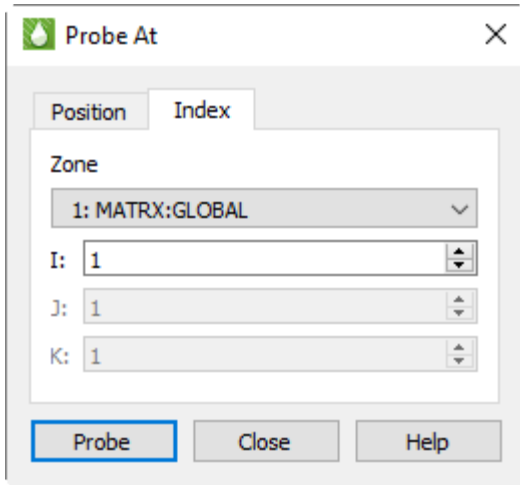 Probe At
Position Index
Zone
1: MATRX:GLOBAL
I: 1
J: 1
K: 1
Probe Close Help